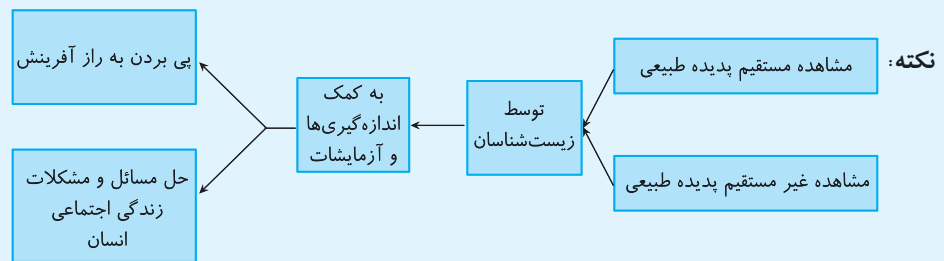 نکته:
مشاهده مستقیم پدیده طبیعی
مشاهده غیر مستقیم پدیده طبیعی
توسط
زیست‌شناسان
به کمک
اندازه‌گیری‌ها
و آزمایشات
پی بردن به راز آفرینش
حل مسائل و مشکلات
زندگی اجتماعی
انسان